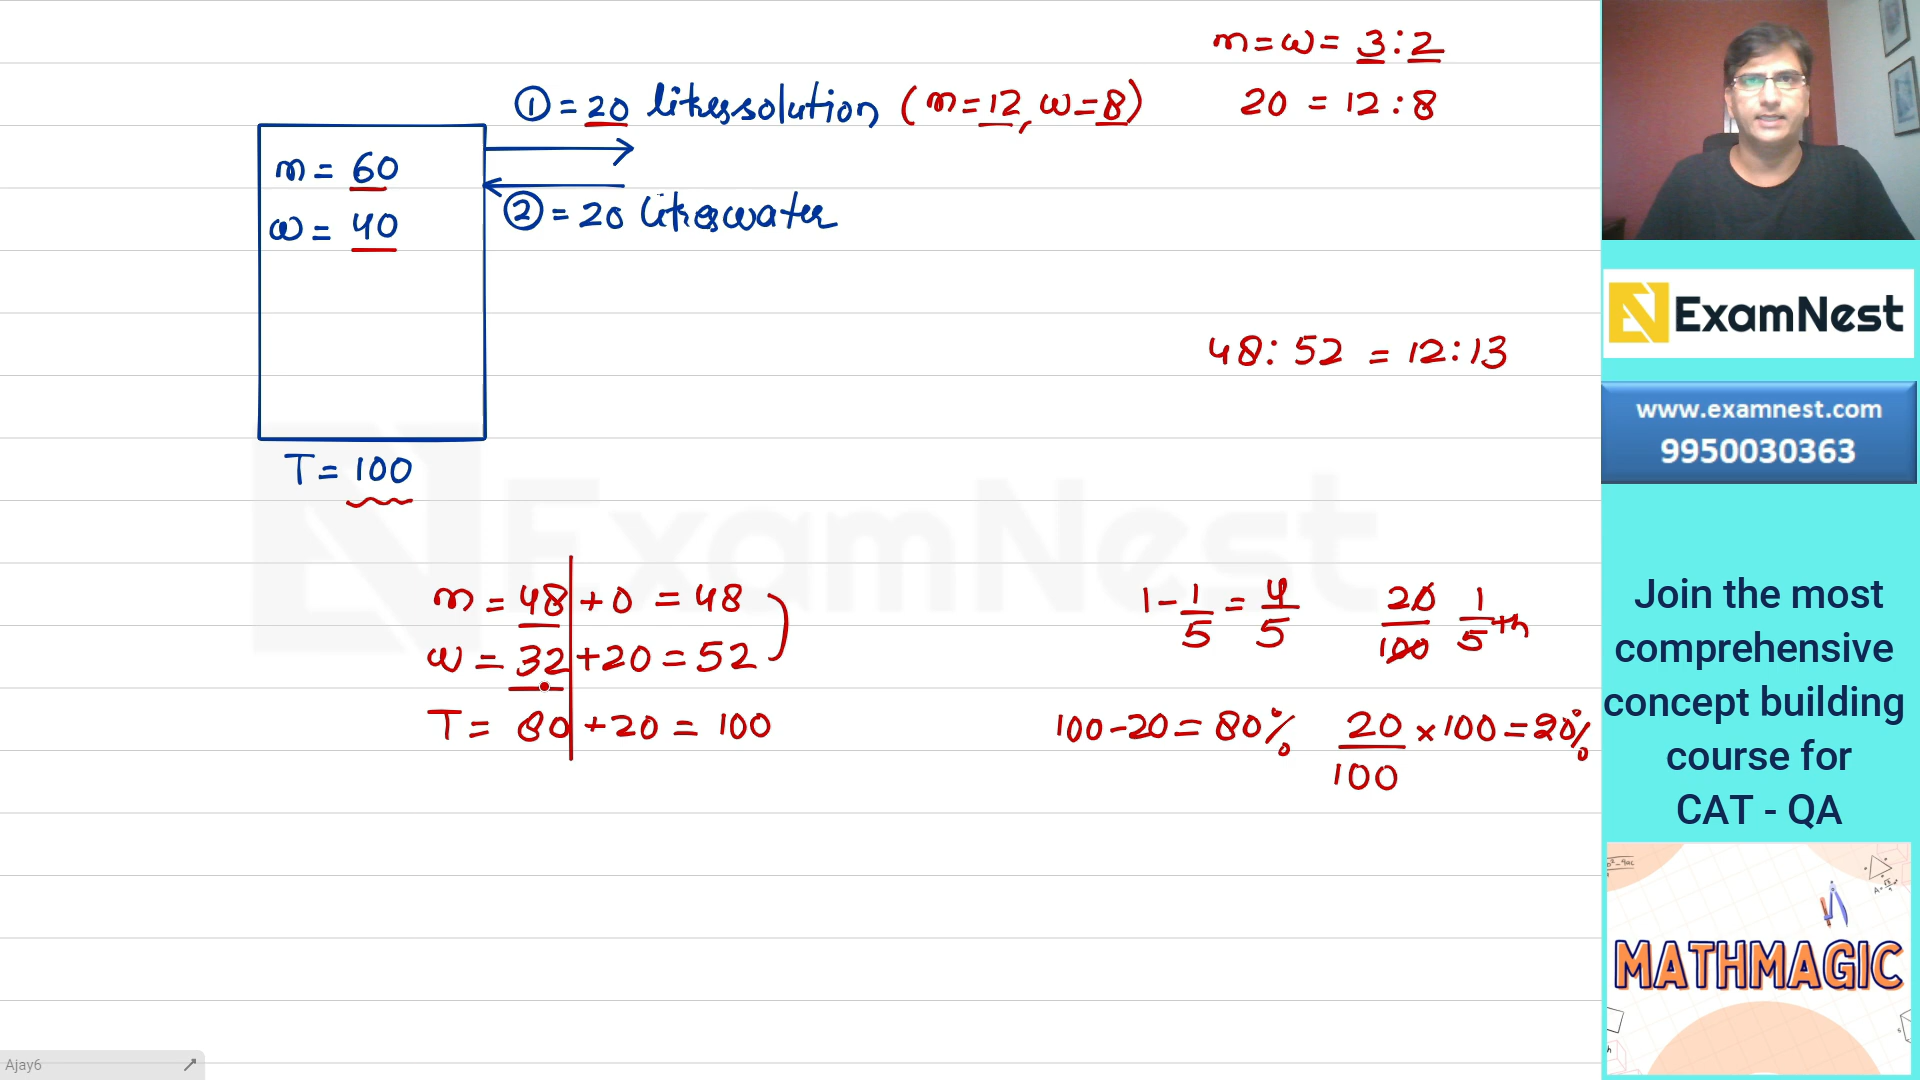 m = w = 3 : 2
① = 20 litres solution ( m = 12 , w = 8 )
20 = 12 : 8
m = 60
② = 20 litres water
w = 40
48 : 52 = 12 : 13
T = 100
ExamNest
m = 48 + 0 = 48
w = 32 + 20 = 52
T = 80 + 20 = 100
1 - 1/5 = 4/5
20/100 1/5 th
100 - 20 = 80%
20/100 × 100 = 20%
Ajay6
ExamNest
www.examnest.com
9950030363
Join the most
comprehensive
concept building
course for
CAT - QA
MATHMAGIC